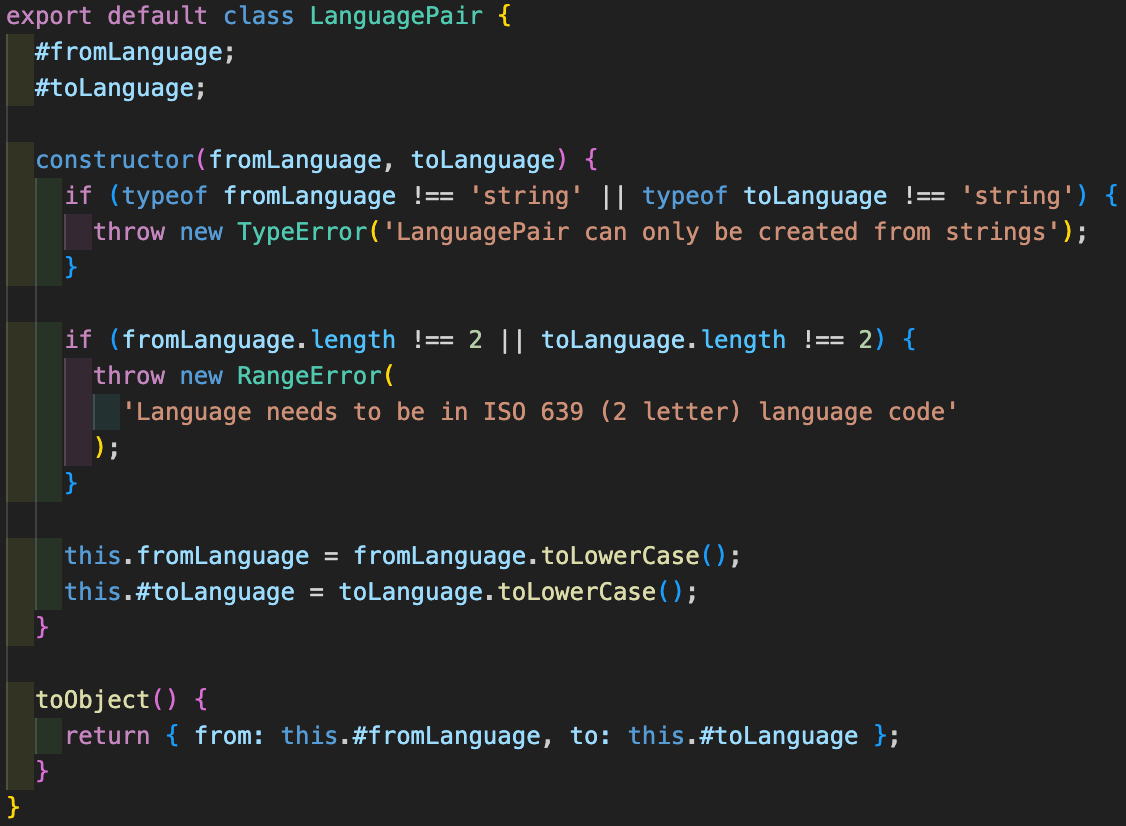 export default class LanguagePair {
  #fromLanguage;
  #toLanguage;

  constructor(fromLanguage, toLanguage) {
    if (typeof fromLanguage !== 'string' || typeof toLanguage !== 'string') {
      throw new TypeError('LanguagePair can only be created from strings');
    }

    if (fromLanguage.length !== 2 || toLanguage.length !== 2) {
      throw new RangeError(
        'Language needs to be in ISO 639 (2 letter) language code'
      );
    }

    this.fromLanguage = fromLanguage.toLowerCase();
    this.#toLanguage = toLanguage.toLowerCase();
  }

  toObject() {
    return { from: this.#fromLanguage, to: this.#toLanguage };
  }
}